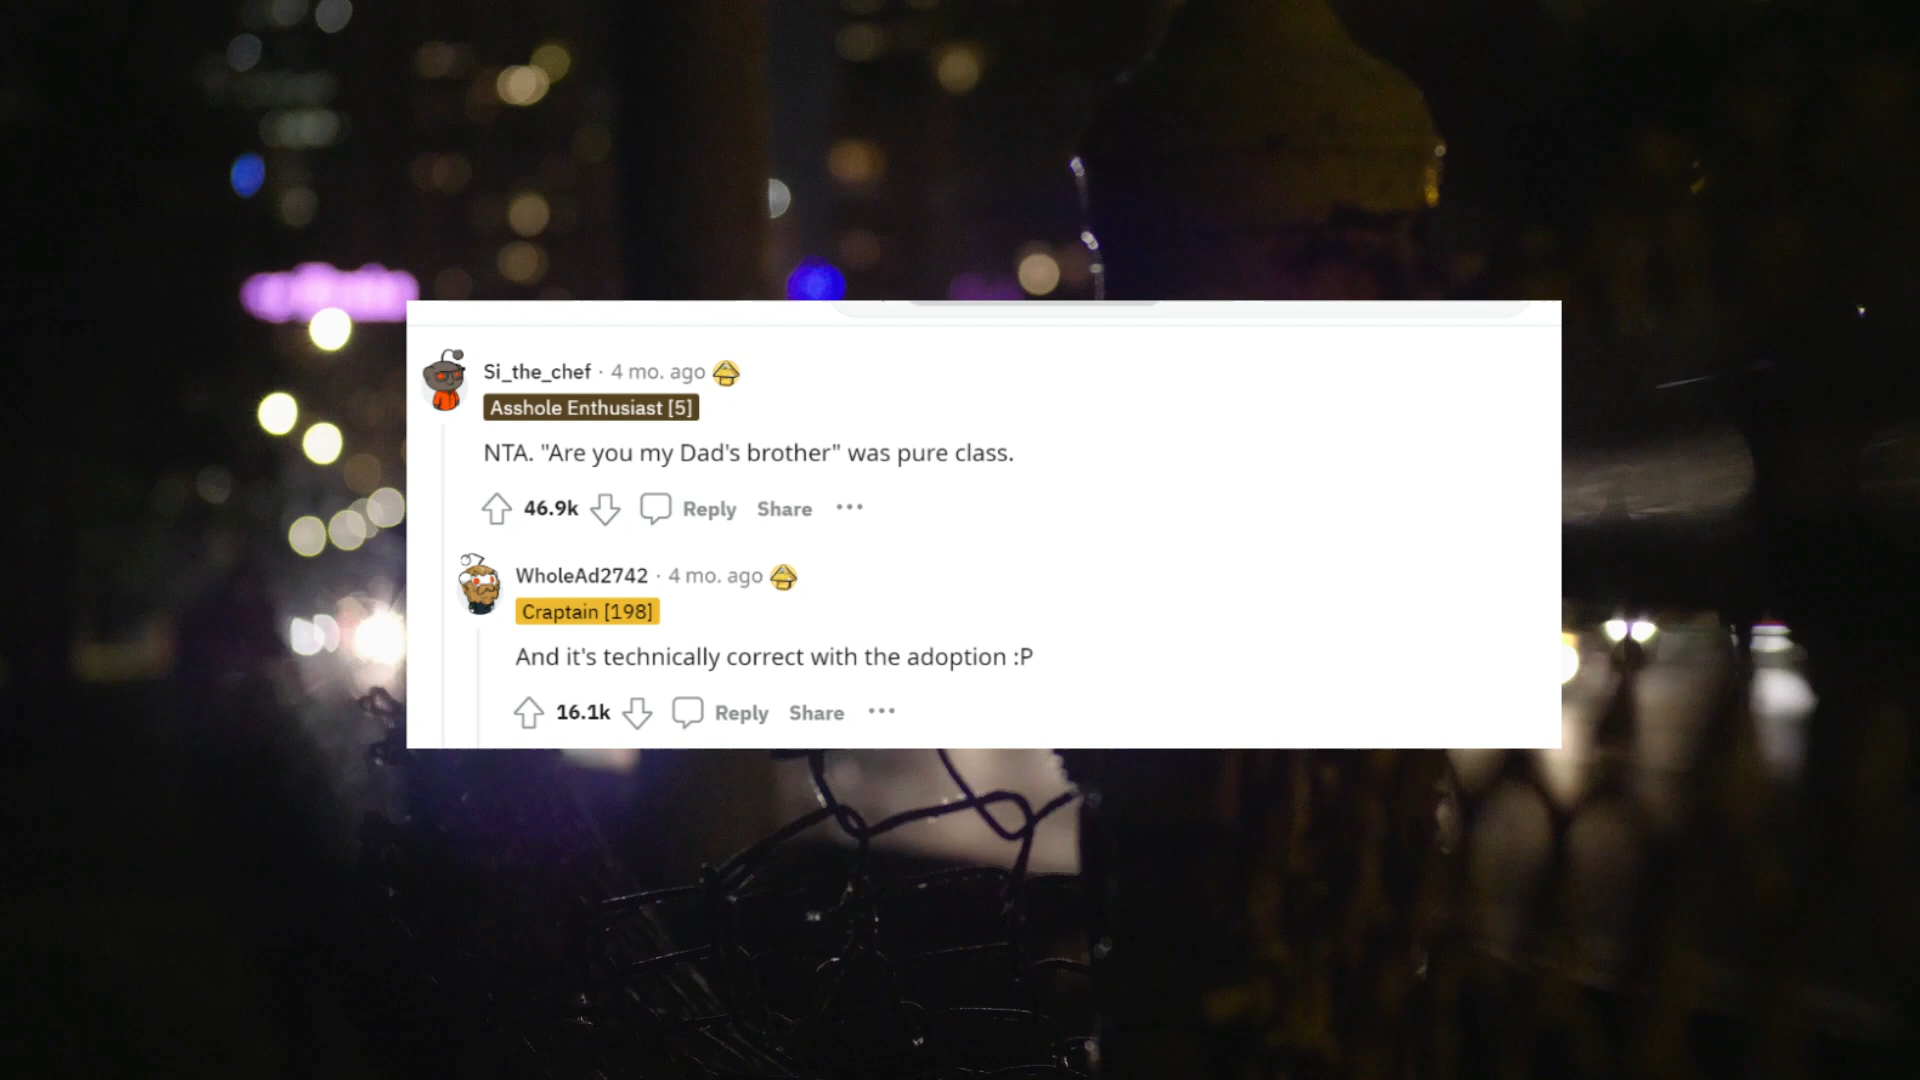 Si_the_chef · 4 mo. ago
Asshole Enthusiast [5]
NTA. "Are you my Dad's brother" was pure class.
46.9k Reply Share ···
WholeAd2742 · 4 mo. ago
Craptain [198]
And it's technically correct with the adoption :P
16.1k Reply Share ···